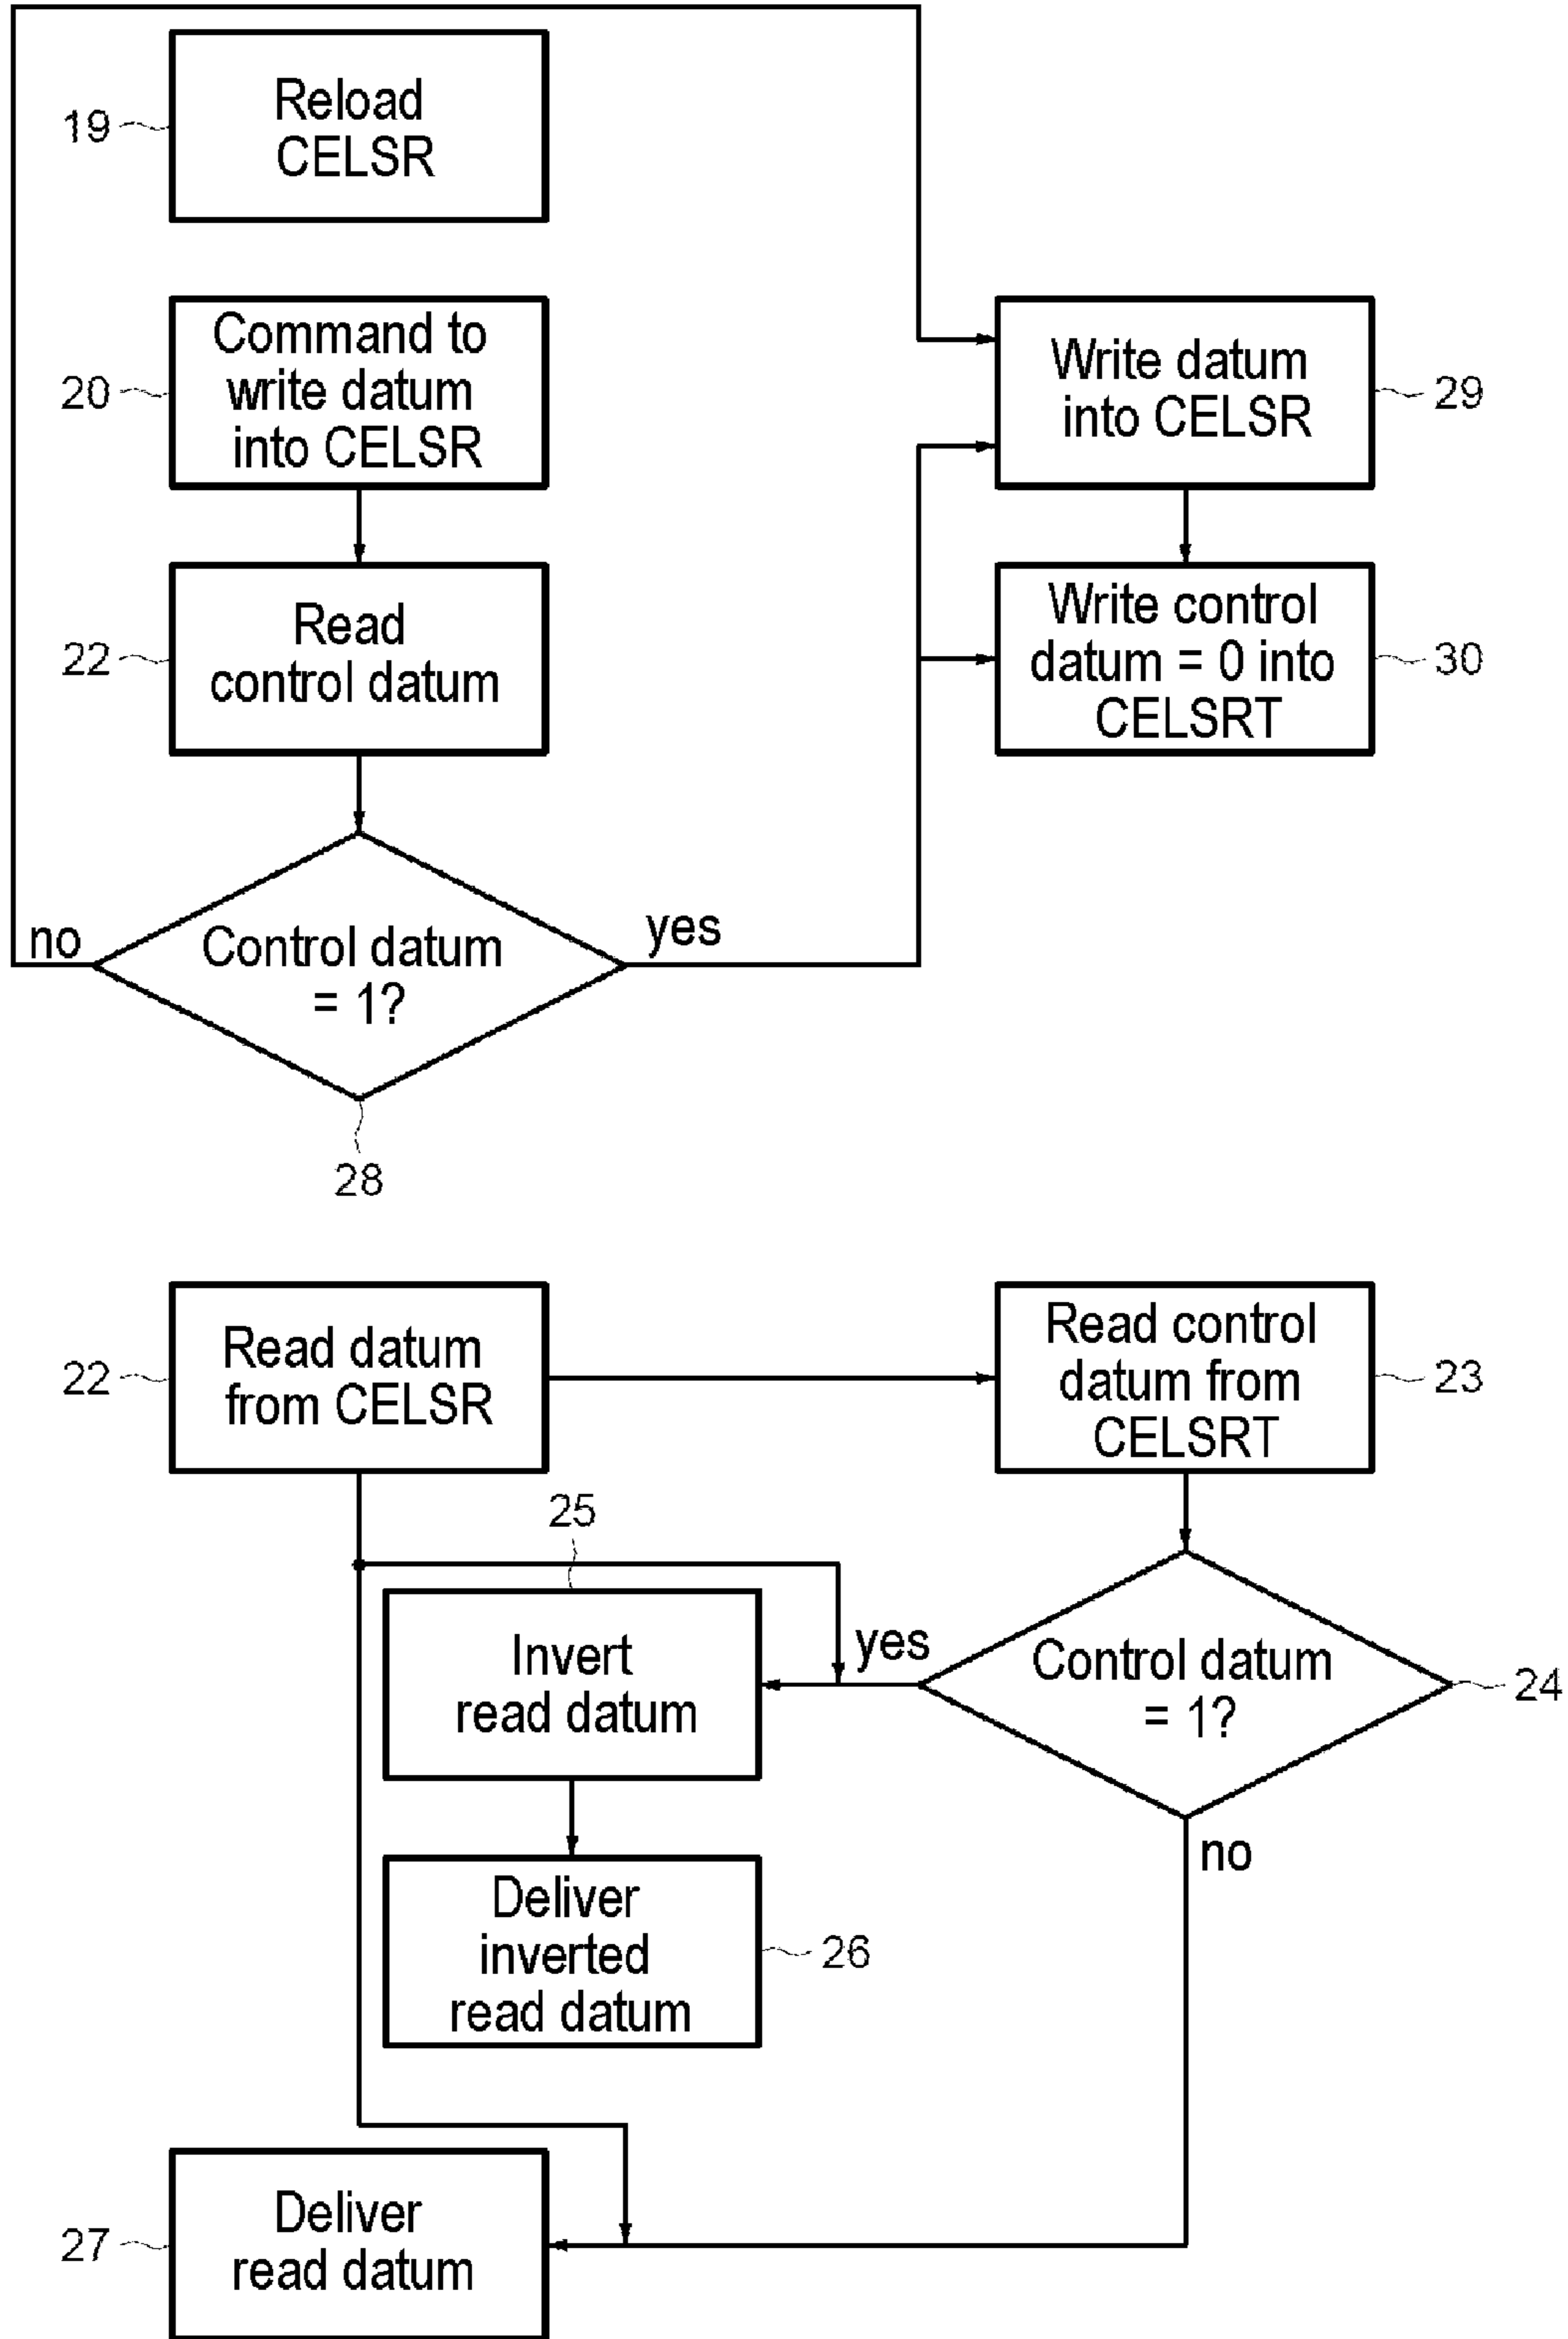 Reload
CELSR
19
Command to
write datum
into CELSR
20
Write datum
into CELSR
29
Read
control datum
22
Write control
datum = 0 into
CELSRT
30
no
Control datum
= 1?
yes
28
Read datum
from CELSR
22
Read control
datum from
CELSRT
23
25
Invert
read datum
yes
Control datum
= 1?
24
no
Deliver
inverted
read datum
26
Deliver
read datum
27